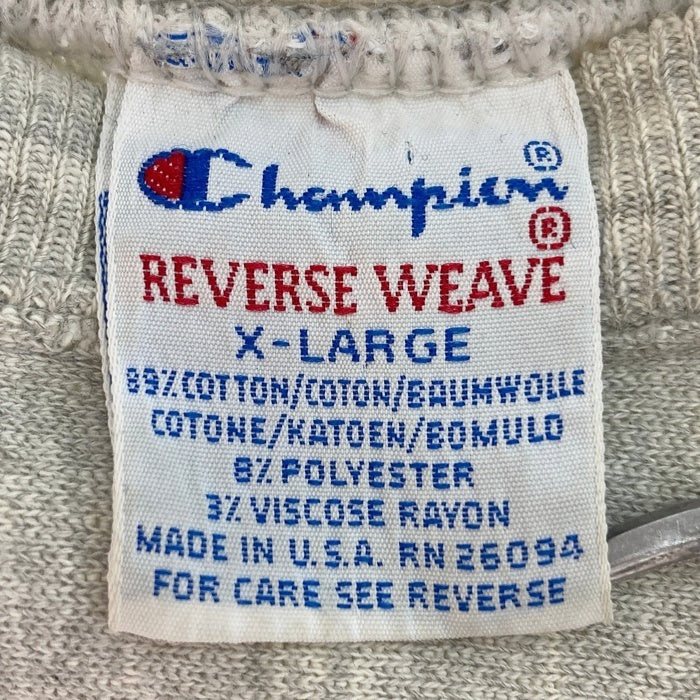 Champion®
®
REVERSE WEAVE
X-LARGE
89% COTTON/COTON/BAUMWOLLE
COTONE/KATOEN/BOMULD
8% POLYESTER
3% VISCOSE RAYON
MADE IN U.S.A. RN 26094
FOR CARE SEE REVERSE